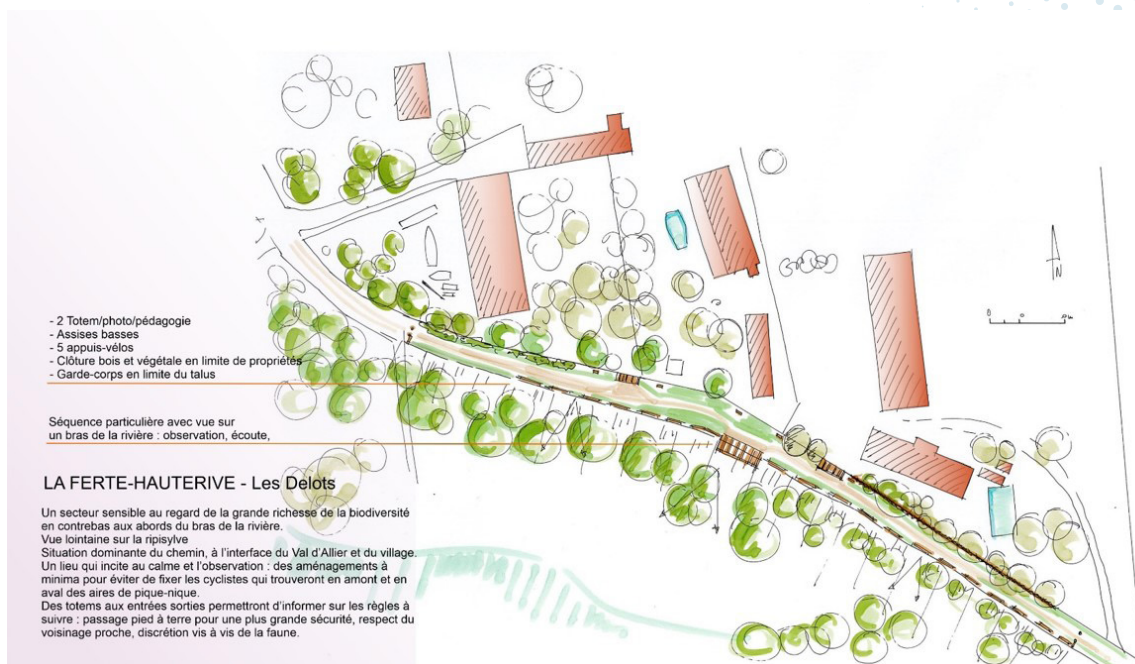 - 2 Totem/photo/pédagogie
- Assises basses
- 5 appuis-vélos
- Clôture bois et végétale en limite de propriétés
- Garde-corps en limite du talus
Séquence particulière avec vue sur
un bras de la rivière : observation, écoute,
LA FERTE-HAUTERIVE - Les Delots
Un secteur sensible au regard de la grande richesse de la biodiversité
en contrebas aux abords du bras de la rivière.
Vue lointaine sur la ripisylve
Situation dominante du chemin, à l'interface du Val d'Allier et du village.
Un lieu qui incite au calme et l'observation : des aménagements à
minima pour éviter de fixer les cyclistes qui trouveront en amont et en
aval des aires de pique-nique.
Des totems aux entrées sorties permettront d'informer sur les règles à
suivre : passage pied à terre pour une plus grande sécurité, respect du
voisinage proche, discrétion vis à vis de la faune.
N
0